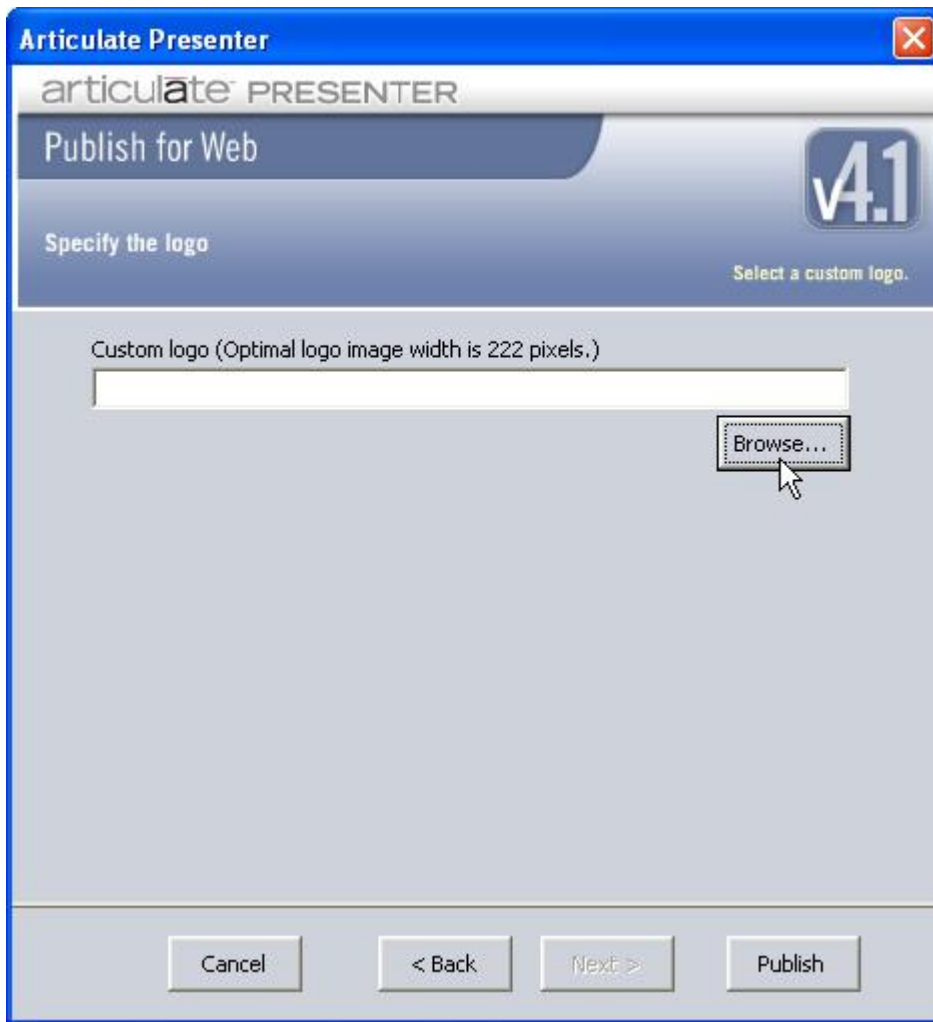 Articulate Presenter
articulāte™ PRESENTER
Publish for Web
v4.1
Specify the logo
Select a custom logo.
Custom logo (Optimal logo image width is 222 pixels.)
Browse...
Cancel
< Back
Next >
Publish